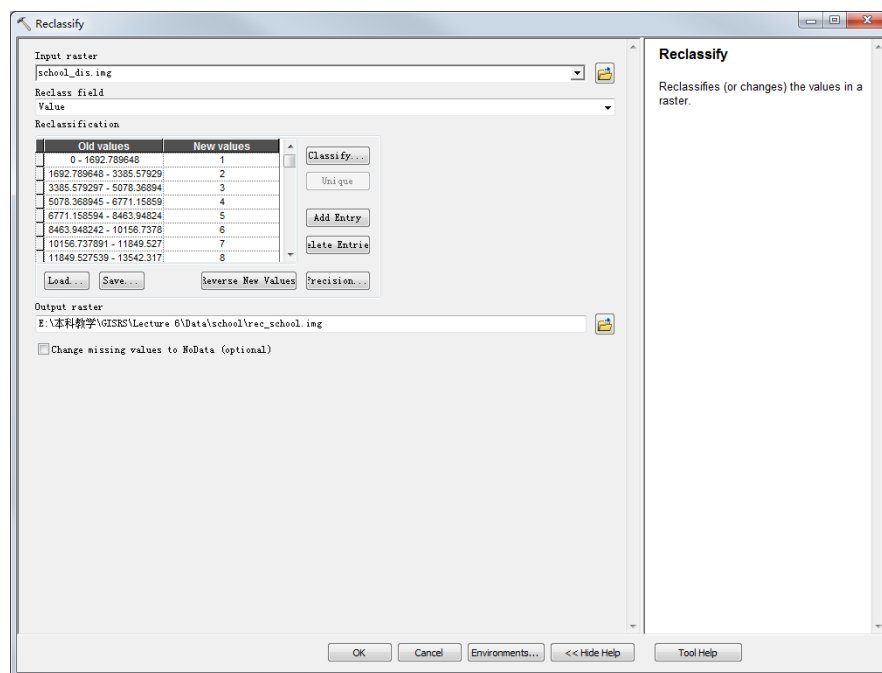 Reclassify
Input raster
school_dis.img
Reclass field
Value
Reclassification
Old values New values
0 - 1692.789648 1
1692.789648 - 3385.57929 2
3385.579297 - 5078.36894 3
5078.368945 - 6771.15859 4
6771.158594 - 8463.94824 5
8463.948242 - 10156.7378 6
10156.737891 - 11849.527 7
11849.527539 - 13542.317 8
Classify...
Unique
Add Entry
elete Entrie
Load... Save... Reverse New Values Precision...
Output raster
E:\本科教学\GISRS\Lecture 6\Data\school\rec_school.img
Change missing values to NoData (optional)
OK Cancel Environments... << Hide Help Tool Help
Reclassify
Reclassifies (or changes) the values in a
raster.